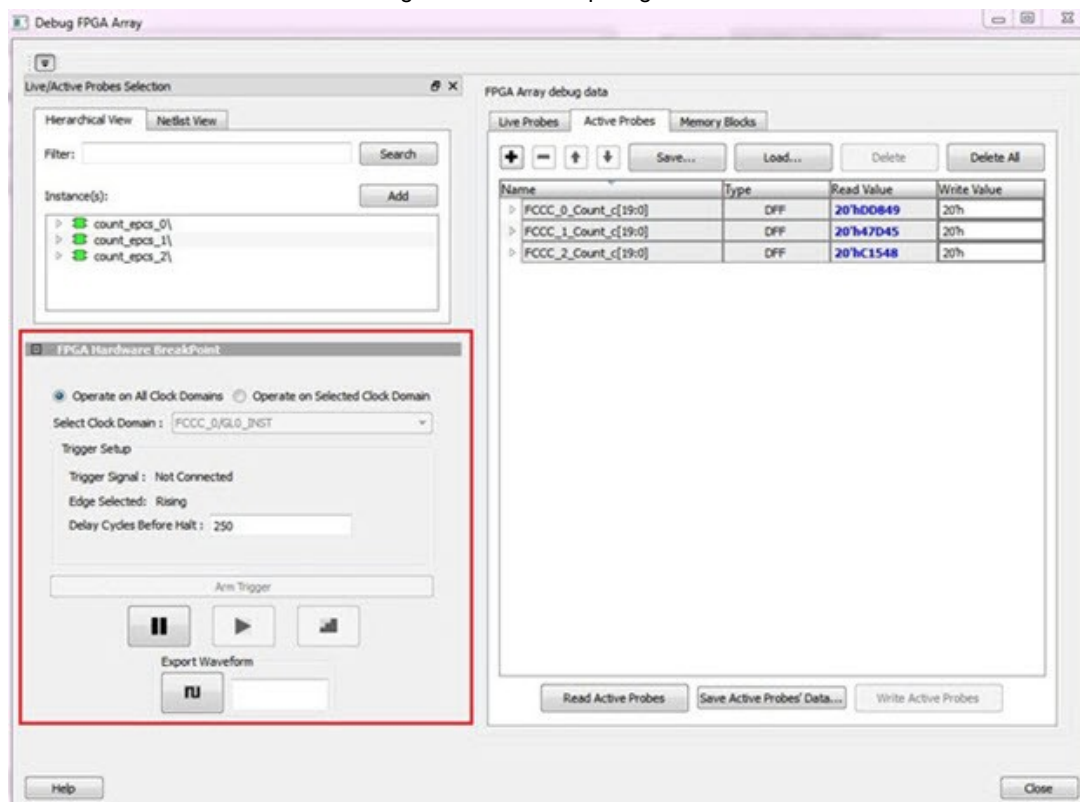 Debug FPGA Array
Live/Active Probes Selection
Hierarchical View Netlist View
Filter: Search
Instance(s): Add
count_epcs_0\
count_epcs_1\
count_epcs_2\
FPGA Hardware BreakPoint
Operate on All Clock Domains Operate on Selected Clock Domain
Select Clock Domain : FCCC_0/GL0_INST
Trigger Setup
Trigger Signal : Not Connected
Edge Selected: Rising
Delay Cycles Before Halt : 250
Arm Trigger
Export Waveform
FPGA Array debug data
Live Probes Active Probes Memory Blocks
Save... Load... Delete Delete All
Name Type Read Value Write Value
FCCC_0_Count_c[19:0] DFF 20'hDD849 20'h
FCCC_1_Count_c[19:0] DFF 20'h47D45 20'h
FCCC_2_Count_c[19:0] DFF 20'hC1548 20'h
Read Active Probes Save Active Probes' Data... Write Active Probes
Help Close